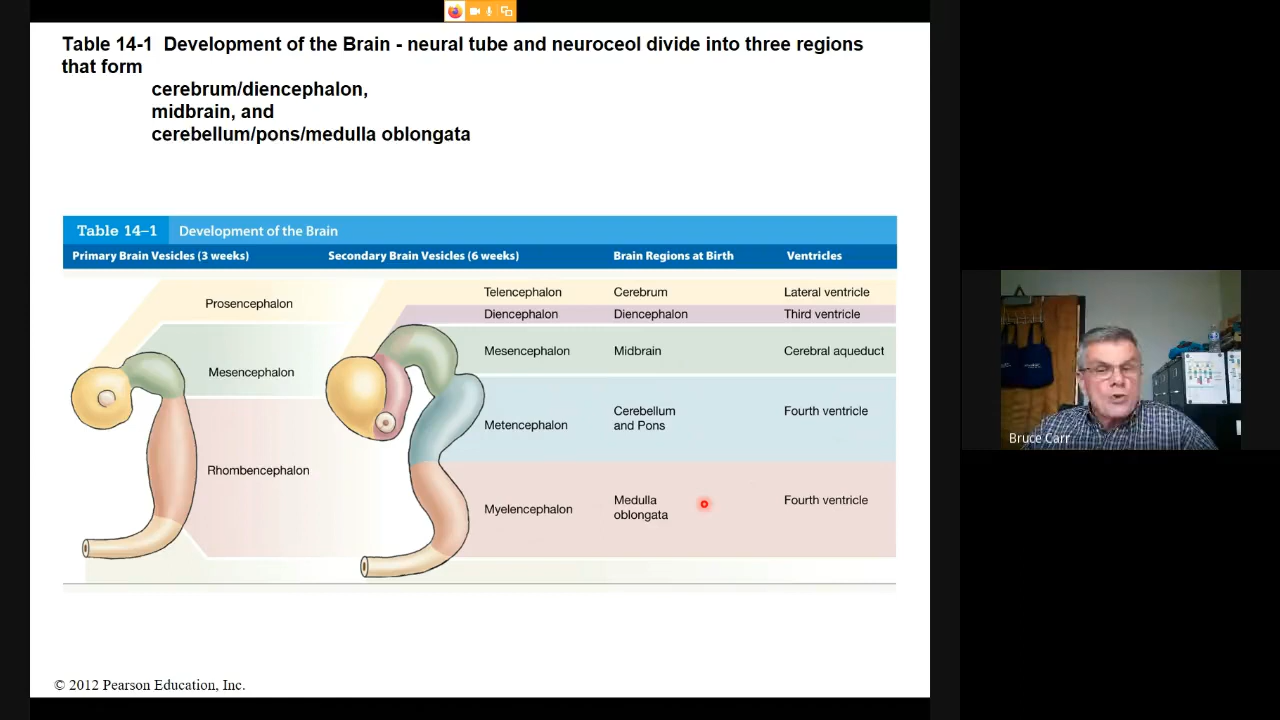 Table 14-1 Development of the Brain - neural tube and neuroceol divide into three regions
that form
cerebrum/diencephalon,
midbrain, and
cerebellum/pons/medulla oblongata
Table 14–1 Development of the Brain
Primary Brain Vesicles (3 weeks) Secondary Brain Vesicles (6 weeks) Brain Regions at Birth Ventricles
Prosencephalon
Mesencephalon
Rhombencephalon
Telencephalon Cerebrum Lateral ventricle
Diencephalon Diencephalon Third ventricle
Mesencephalon Midbrain Cerebral aqueduct
Metencephalon
Cerebellum
and Pons
Fourth ventricle
Myelencephalon
Medulla
oblongata
Fourth ventricle
© 2012 Pearson Education, Inc.
Bruce Carr